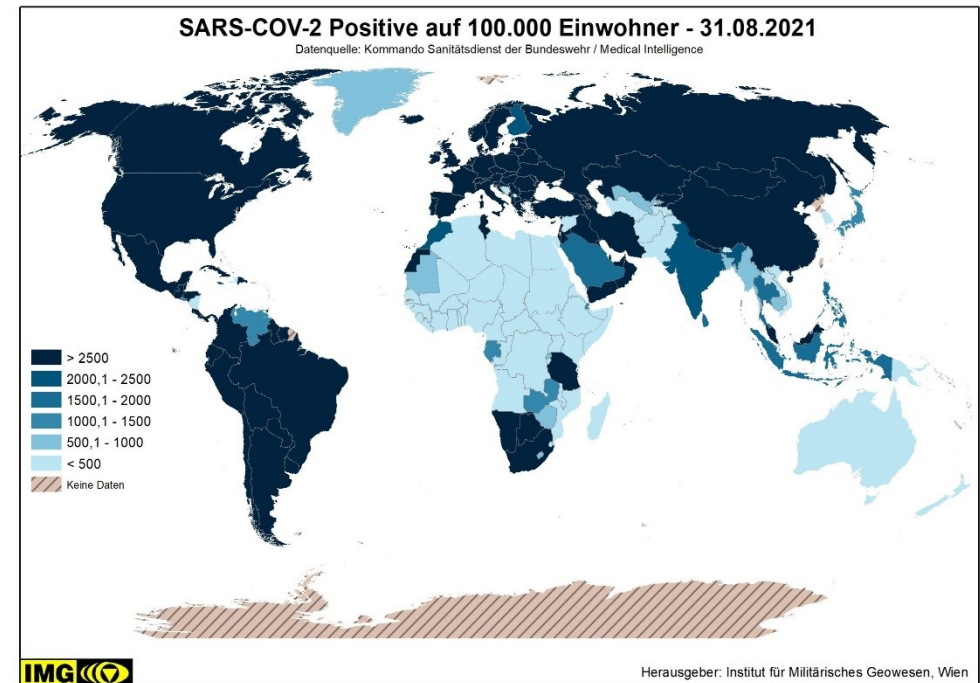 SARS-COV-2 Positive auf 100.000 Einwohner - 31.08.2021
Datenquelle: Kommando Sanitätsdienst der Bundeswehr / Medical Intelligence
> 2500
2000,1 - 2500
1500,1 - 2000
1000,1 - 1500
500,1 - 1000
< 500
Keine Daten
IMG
Herausgeber: Institut für Militärisches Geowesen, Wien